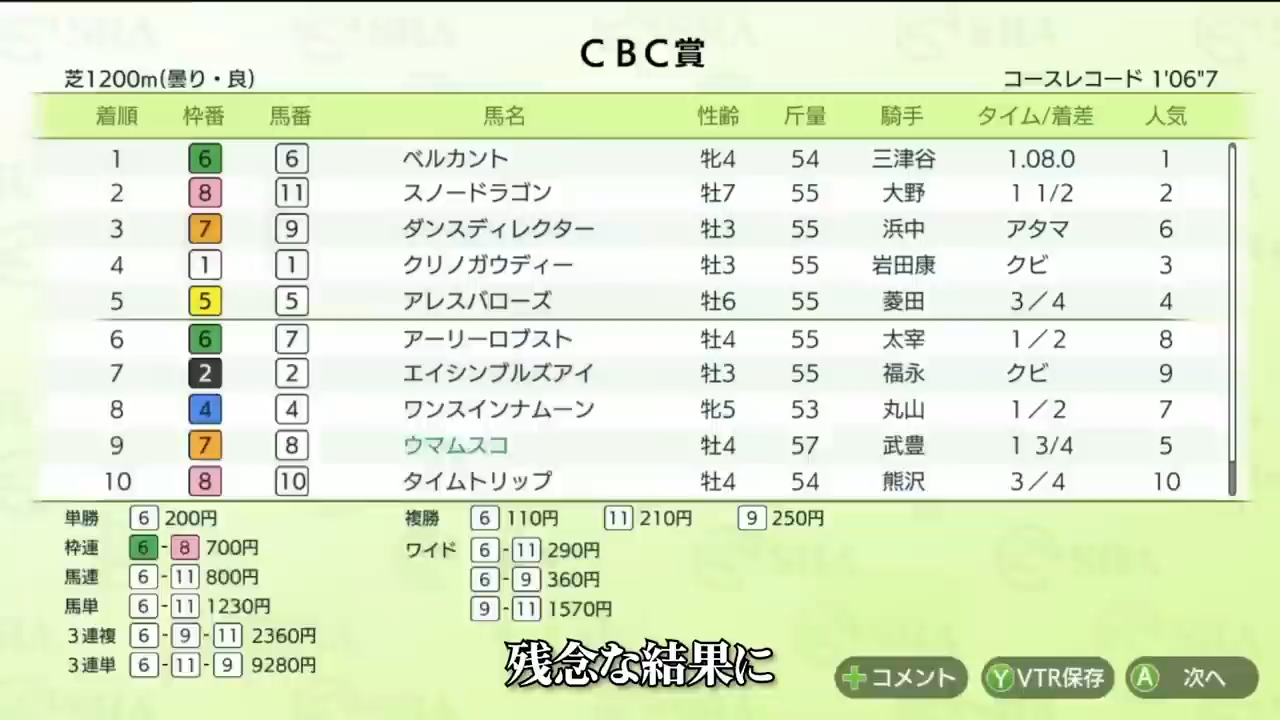 CBC賞
芝1200m(曇り・良)
コースレコード 1'06"7
着順 枠番 馬番 馬名 性齢 斤量 騎手 タイム/着差 人気
1 6 6 ベルカント 牝4 54 三津谷 1.08.0 1
2 8 11 スノードラゴン 牡7 55 大野 1 1/2 2
3 7 9 ダンスディレクター 牡3 55 浜中 アタマ 6
4 1 1 クリノガウディー 牡3 55 岩田康 クビ 3
5 5 5 アレスバローズ 牡6 55 菱田 3/4 4
6 6 7 アーリーロブスト 牡4 55 太宰 1/2 8
7 2 2 エイシンブルズアイ 牡3 55 福永 クビ 9
8 4 4 ワンスインナムーン 牝5 53 丸山 1/2 7
9 7 8 ウマムスコ 牡4 57 武豊 1 3/4 5
10 8 10 タイムトリップ 牡4 54 熊沢 3/4 10
単勝 6 200円
枠連 6-8 700円
馬連 6-11 800円
馬単 6-11 1230円
3連複 6-9-11 2360円
3連単 6-11-9 9280円
複勝 6 110円 11 210円 9 250円
ワイド 6-11 290円
6-9 360円
9-11 1570円
残念な結果に
コメント Y VTR保存 A 次へ